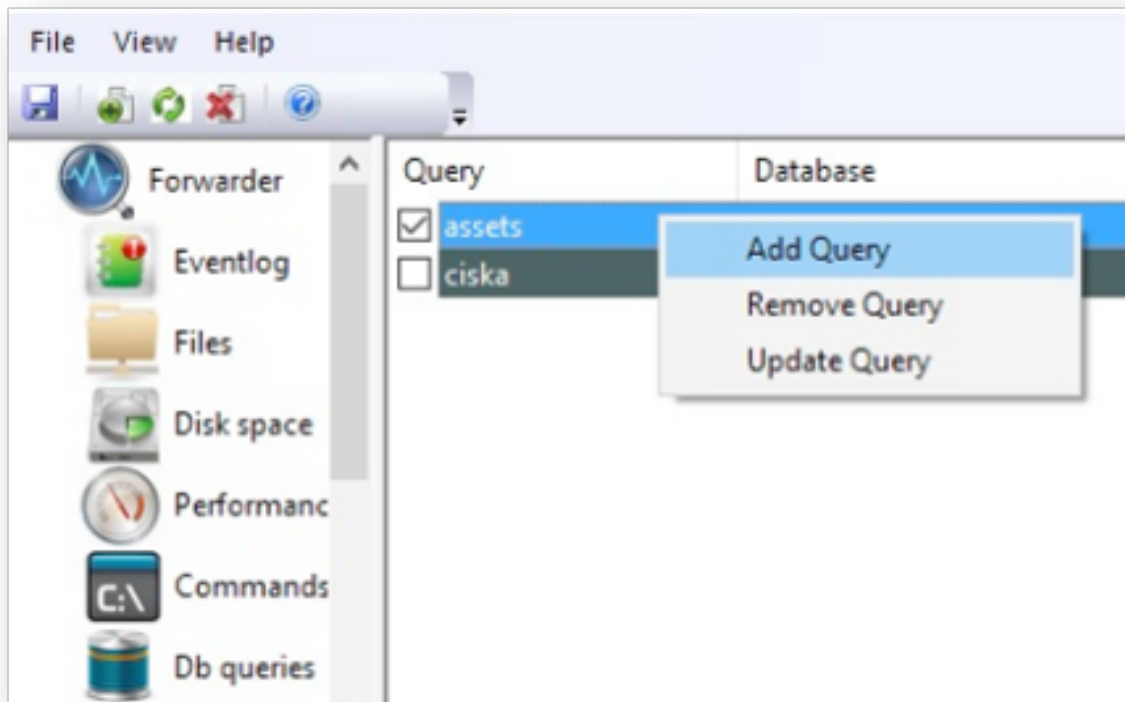 File View Help
Forwarder
Eventlog
Files
Disk space
Performanc
Commands
C:\
Db queries
Query Database
assets
ciska
Add Query
Remove Query
Update Query